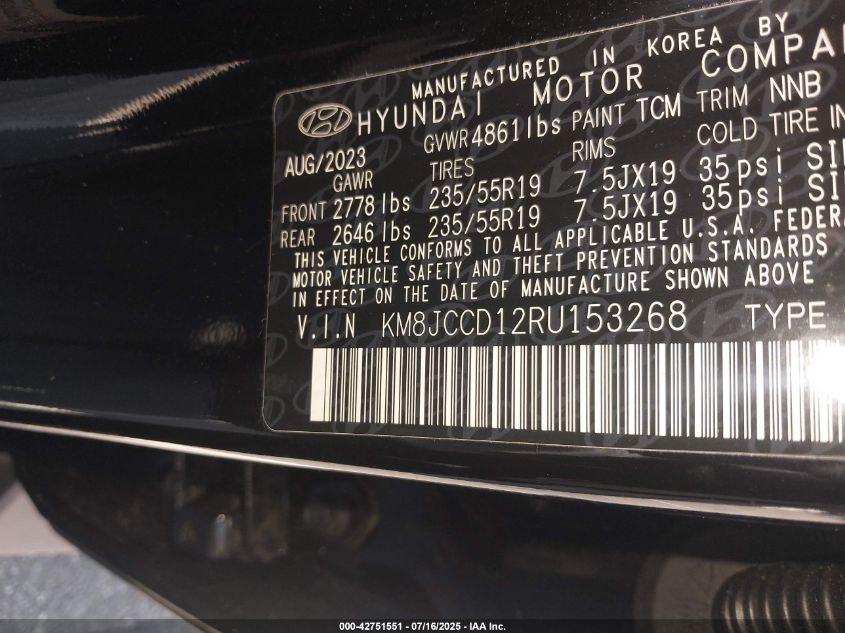 MANUFACTURED IN KOREA BY
HYUNDAI MOTOR COMPA
AUG/2023 GVWR 4861lbs PAINT TCM TRIM NNB
GAWR TIRES RIMS COLD TIRE IN
FRONT 2778 lbs 235/55R19 7.5JX19 35psi SI
REAR 2646 lbs 235/55R19 7.5JX19 35psi SI
THIS VEHICLE CONFORMS TO ALL APPLICABLE U.S.A. FEDERA
MOTOR VEHICLE SAFETY AND THEFT PREVENTION STANDARDS
IN EFFECT ON THE DATE OF MANUFACTURE SHOWN ABOVE
V.I.N KM8JCCD12RU153268 TYPE
000-42751551 / 07/16/2025 - IAA Inc.